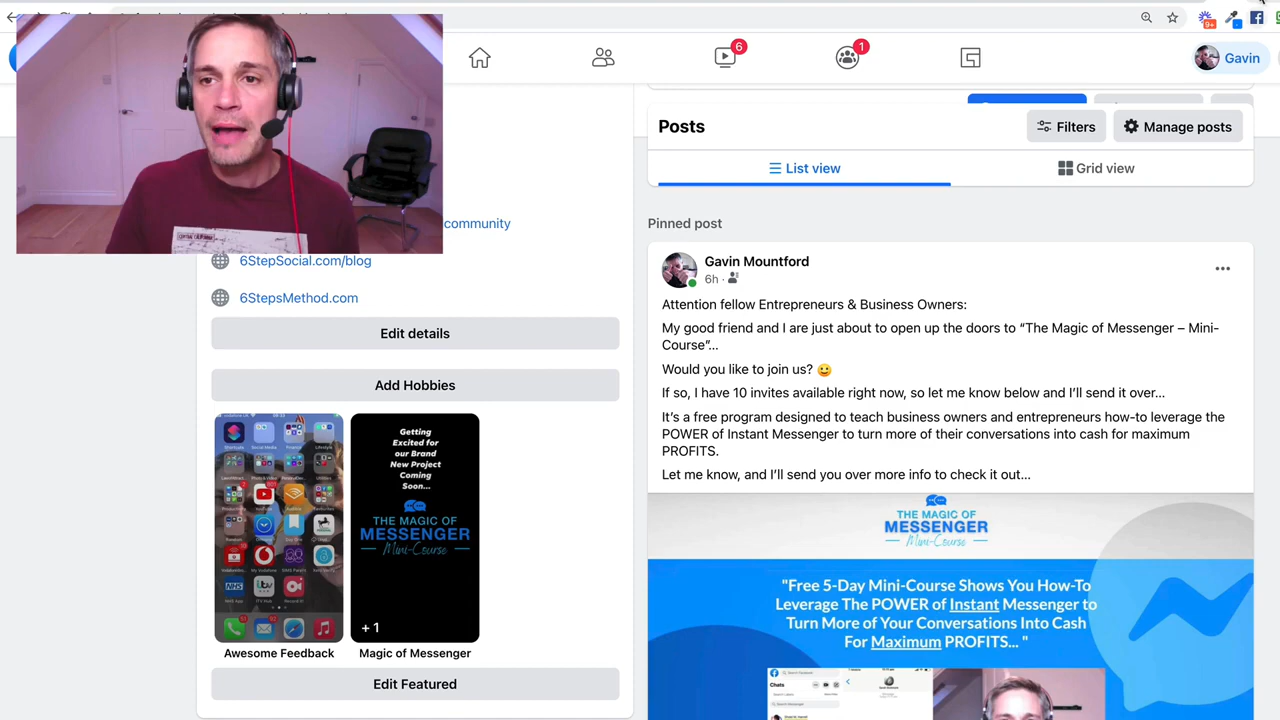 6
1
9+
Gavin
Posts
Filters
Manage posts
List view
Grid view
community
6StepSocial.com/blog
6StepsMethod.com
Edit details
Add Hobbies
Getting
Excited for
our Brand
New Project
Coming
Soon...
THE MAGIC OF
MESSENGER
Mini-Course
+ 1
Awesome Feedback
Magic of Messenger
Edit Featured
Pinned post
Gavin Mountford
6h ·
Attention fellow Entrepreneurs & Business Owners:
My good friend and I are just about to open up the doors to “The Magic of Messenger – Mini-
Course”...
Would you like to join us? 😀
If so, I have 10 invites available right now, so let me know below and I’ll send it over...
It’s a free program designed to teach business owners and entrepreneurs how-to leverage the
POWER of Instant Messenger to turn more of their conversations into cash for maximum
PROFITS.
Let me know, and I’ll send you over more info to check it out...
THE MAGIC OF
MESSENGER
Mini-Course
"Free 5-Day Mini-Course Shows You How-To
Leverage The POWER of Instant Messenger to
Turn More of Your Conversations Into Cash
For Maximum PROFITS... "
Chats